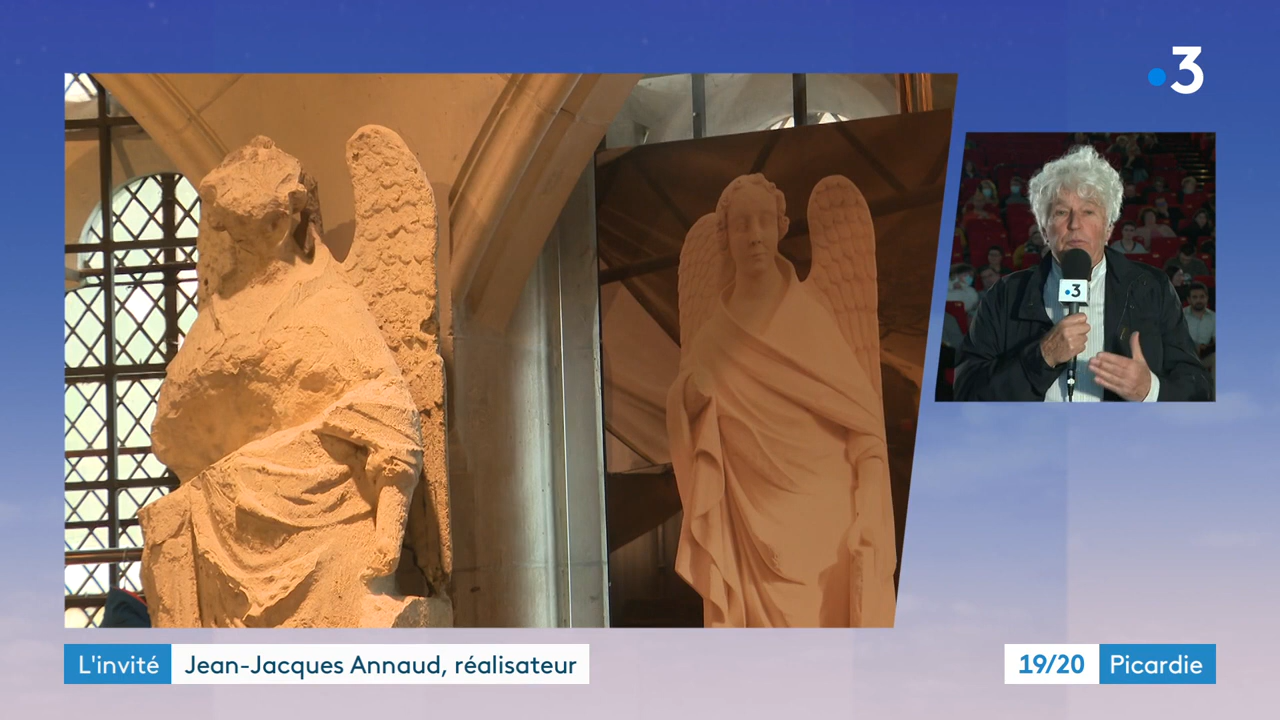 3
3
L'invité
Jean-Jacques Annaud, réalisateur
19/20
Picardie